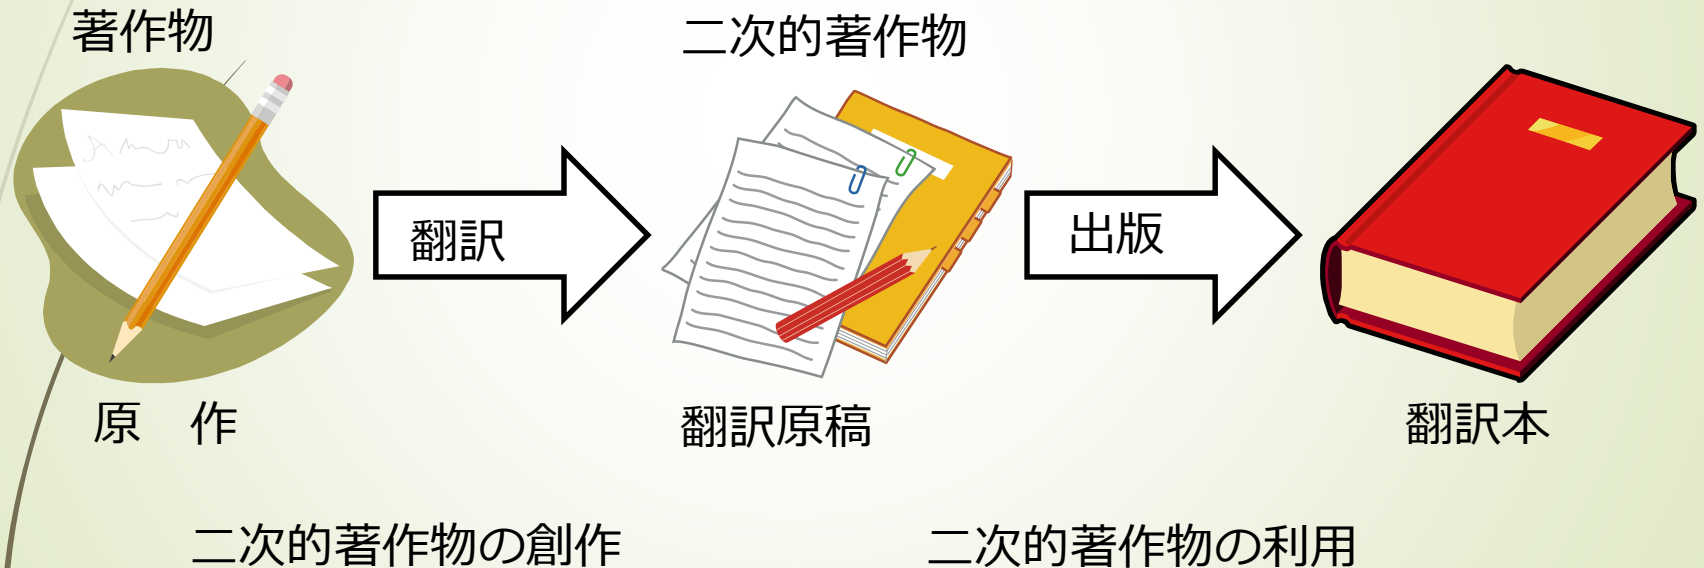 著作物
二次的著作物
翻訳
出版
原　作
翻訳原稿
翻訳本
二次的著作物の創作
二次的著作物の利用